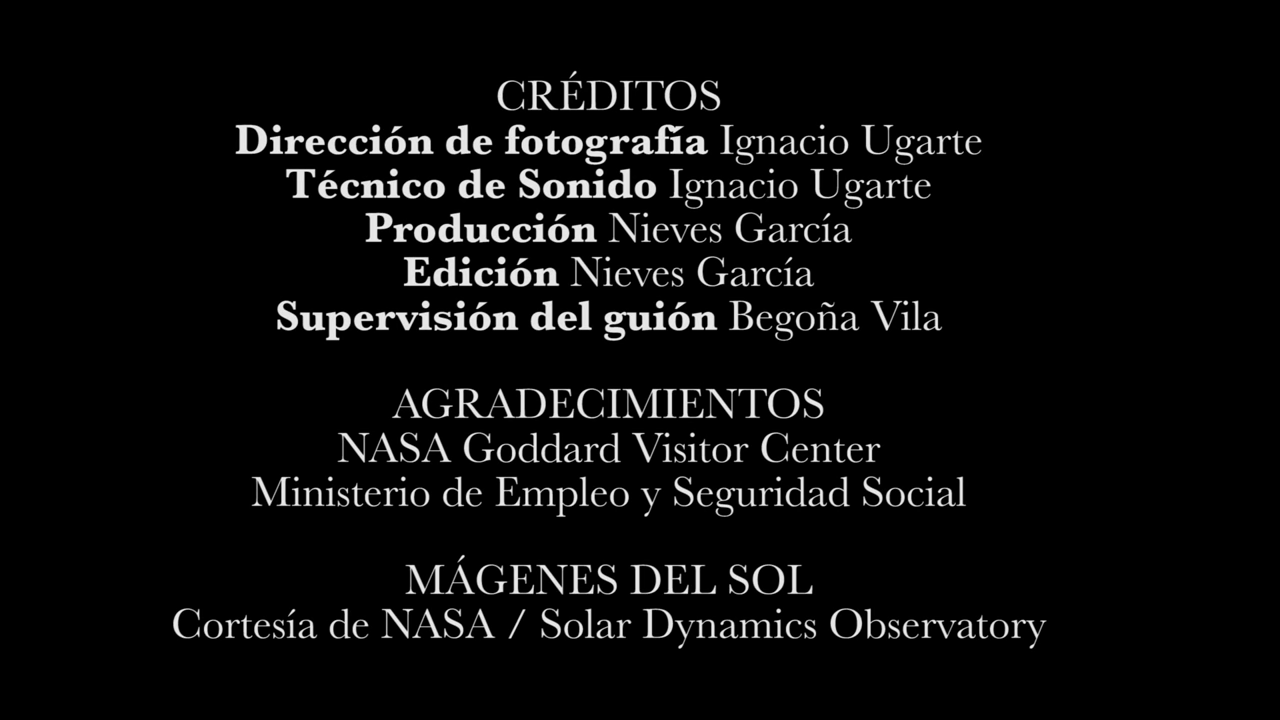 CRÉDITOS
Dirección de fotografía Ignacio Ugarte
Técnico de Sonido Ignacio Ugarte
Producción Nieves García
Edición Nieves García
Supervisión del guión Begoña Vila
AGRADECIMIENTOS
NASA Goddard Visitor Center
Ministerio de Empleo y Seguridad Social
MÁGENES DEL SOL
Cortesía de NASA / Solar Dynamics Observatory